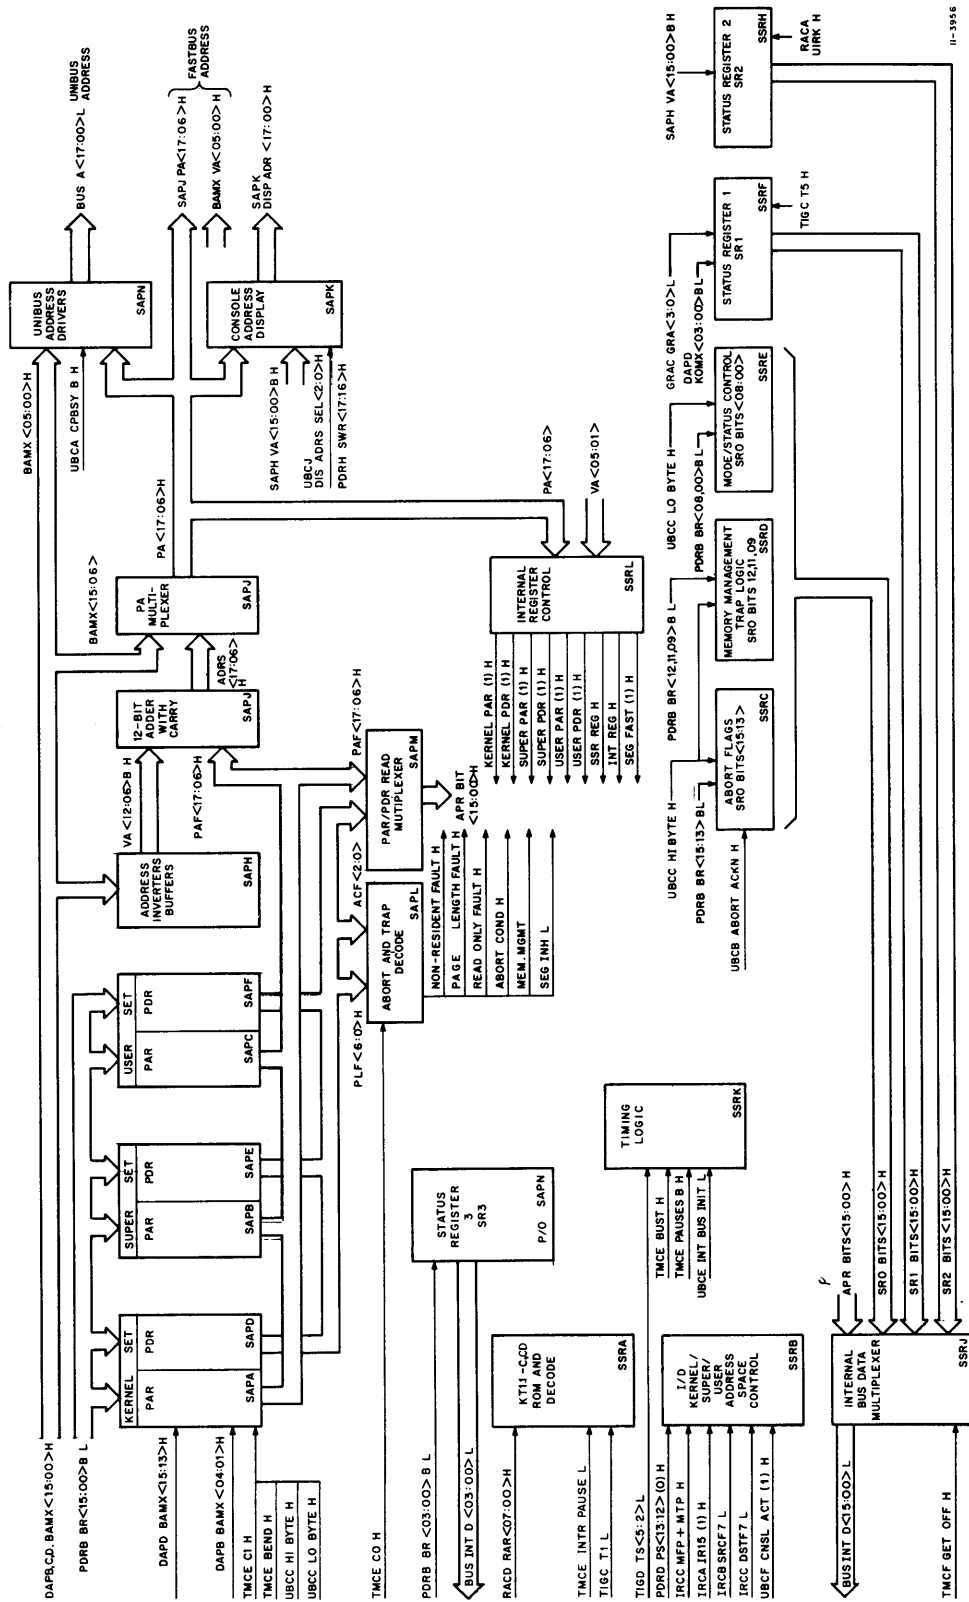 DAPB,C,D, BAMX<15:00>H
PDRB BR<15:00>B L
DAPD BAMX<15:13>H
DAPB BAMX<04:01>H
TMCE C1 H
TMCE BEND H
UBCC HI BYTE H
UBCC LO BYTE H
KERNEL SET
PAR PDR
SAPA SAPD
SUPER SET
PAR PDR
SAPB SAPE
USER SET
PAR PDR
SAPC SAPF
ADDRESS
INVERTERS
BUFFERS
SAPH
VA<12:06>B H
PAF<17:06>H
12-BIT
ADDER
WITH
CARRY
SAPJ
ADRS
<17:06>
H
BAMX<15:06>
PA
MULTI-
PLEXER
SAPJ
PA<17:06>H
BAMX<05:00>H
UBCA CPBSY B H
UNIBUS
ADDRESS
DRIVERS
SAPN
BUS A<17:00>L UNIBUS
ADDRESS
SAPJ PA<17:06>H
BAMX VA<05:00>H
FASTBUS
ADDRESS
SAPH VA<15:00>B H
UBCJ
DIS ADRS SEL<2:0>H
PDRH SWR<17:16>H
CONSOLE
ADDRESS
DISPLAY
SAPK
SAPK
DISP ADR <17:00>H
TMCE CO H
PLF<6:0>H
ACF<2:0>H
PAF<17:06>H
ABORT AND TRAP
DECODE
SAPL
PAR/PDR READ
MUTIPLEXER
SAPM
APR BIT
<15:00>H
NON-RESIDENT FAULT H
PAGE LENGTH FAULT H
READ ONLY FAULT H
ABORT COND H
MEM.MGMT
SEG INH L
PA<17:06>
VA<05:01>
INTERNAL
REGISTER
CONTROL
SSRL
KERNEL PAR (1) H
KERNEL PDR (1) H
SUPER PAR (1) H
SUPER PDR (1) H
USER PAR (1) H
USER PDR (1) H
SSR REG H
INT REG H
SEG FAST (1) H
PDRB BR <03:00>B L
BUS INT D <03:00>L
STATUS
REGISTER
3
SR3
P/O SAPN
RACD RAR<07:00>H
TMCE INTR PAUSE L
TIGC T1 L
KT11-C,CD
ROM AND
DECODE
SSRA
TIGD TS<5:2>L
TMCE BUST H
TMCE PAUSES B H
UBCE INT BUS INIT L
TIMING
LOGIC
SSRK
PDRD PS<13:12>(0) H
IRCC MFP + MTP H
IRCA IR15 (1) H
IRCB SRCF7 L
IRCC DSTF7 L
UBCF CNSL ACT (1) H
I/D
KERNEL/
SUPER/
USER
ADDRESS
SPACE
CONTROL
SSRB
UBCC HI BYTE H
PDRB BR<15:13>BL
UBCB ABORT ACKN H
ABORT FLAGS
SRO BITS<15:13>
SSRC
PDRB BR<12,11,09>B L
MEMORY MANAGEMENT
TRAP LOGIC
SRO BITS 12,11,09
SSRD
UBCC LO BYTE H
PDRB BR<08,00>B L
MODE/STATUS CONTROL
SRO BITS<08:00>
SSRE
GRAC GRA<3:0>L
DAPD
KOMX<03:00>BL
STATUS REGISTER 1
SR1
SSRF
TIGC T5 H
SAPH VA<15:00>B H
STATUS REGISTER 2
SR2
SSRH
RACA
UIRK H
BUS INT D<15:00>L
TMCF GET OFF H
INTERNAL
BUS DATA
MULTIPLEXER
SSRJ
APR BITS<15:00>H
SRO BITS<15:00>H
SR1 BITS<15:00>H
SR2 BITS<15:00>H
11-3956